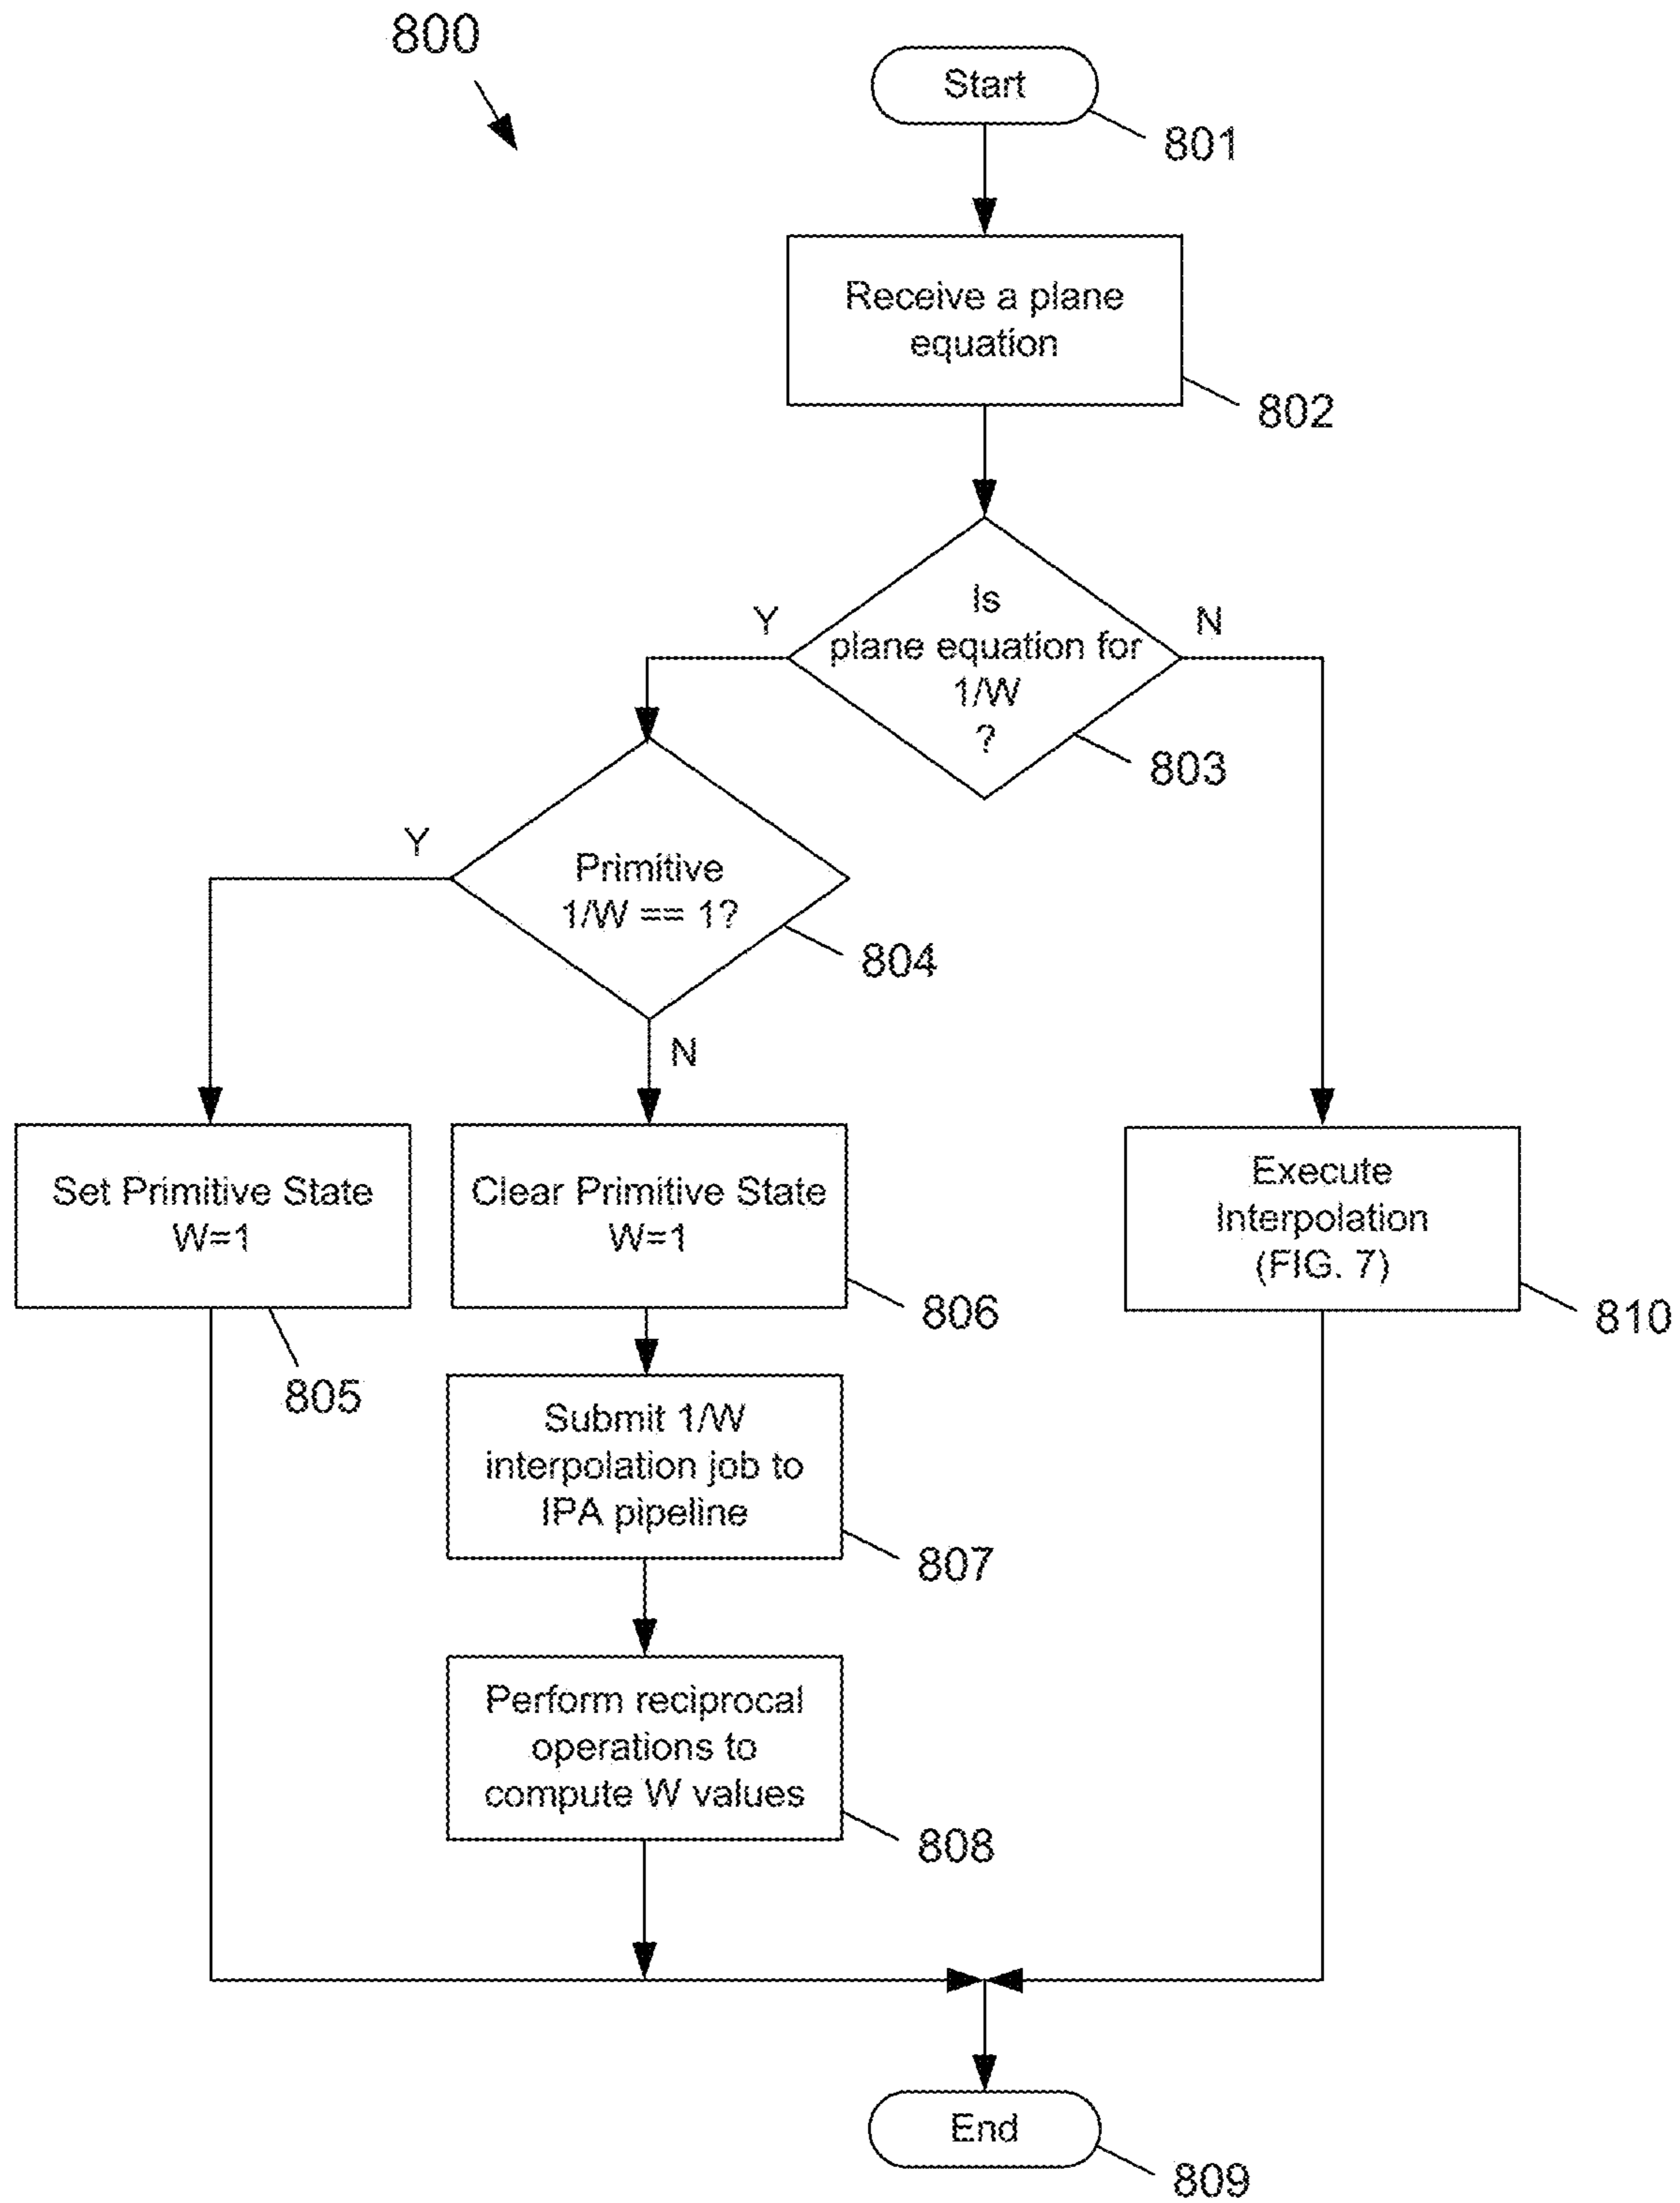 800
Start
801
Receive a plane
equation
802
Is
plane equation for
1/W
?
Y
N
803
Primitive
1/W == 1?
Y
804
N
Set Primitive State
W=1
805
Clear Primitive State
W=1
806
Execute
Interpolation
(FIG. 7)
810
Submit 1/W
interpolation job to
IPA pipeline
807
Perform reciprocal
operations to
compute W values
808
End
809